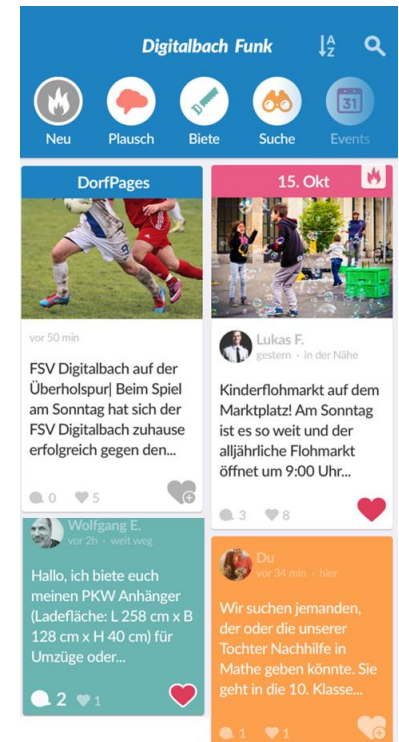 Digitalbach Funk
A
Z
31
Neu
Plausch
Biete
Suche
Events
DorfPages
vor 50 min
FSV Digitalbach auf der
Überholspur| Beim Spiel
am Sonntag hat sich der
FSV Digitalbach zuhause
erfolgreich gegen den...
0
5
15. Okt
Lukas F.
gestern - in der Nähe
Kinderflohmarkt auf dem
Marktplatz! Am Sonntag
ist es so weit und der
alljährliche Flohmarkt
öffnet um 9:00 Uhr...
3
8
Wolfgang E.
vor 2h - weit weg
Hallo, ich biete euch
meinen PKW Anhänger
(Ladefläche: L 258 cm x B
128 cm x H 40 cm) für
Umzüge oder...
2
1
Du
vor 34 min - hier
Wir suchen jemanden,
der oder die unserer
Tochter Nachhilfe in
Mathe geben könnte. Sie
geht in die 10. Klasse...
1
1